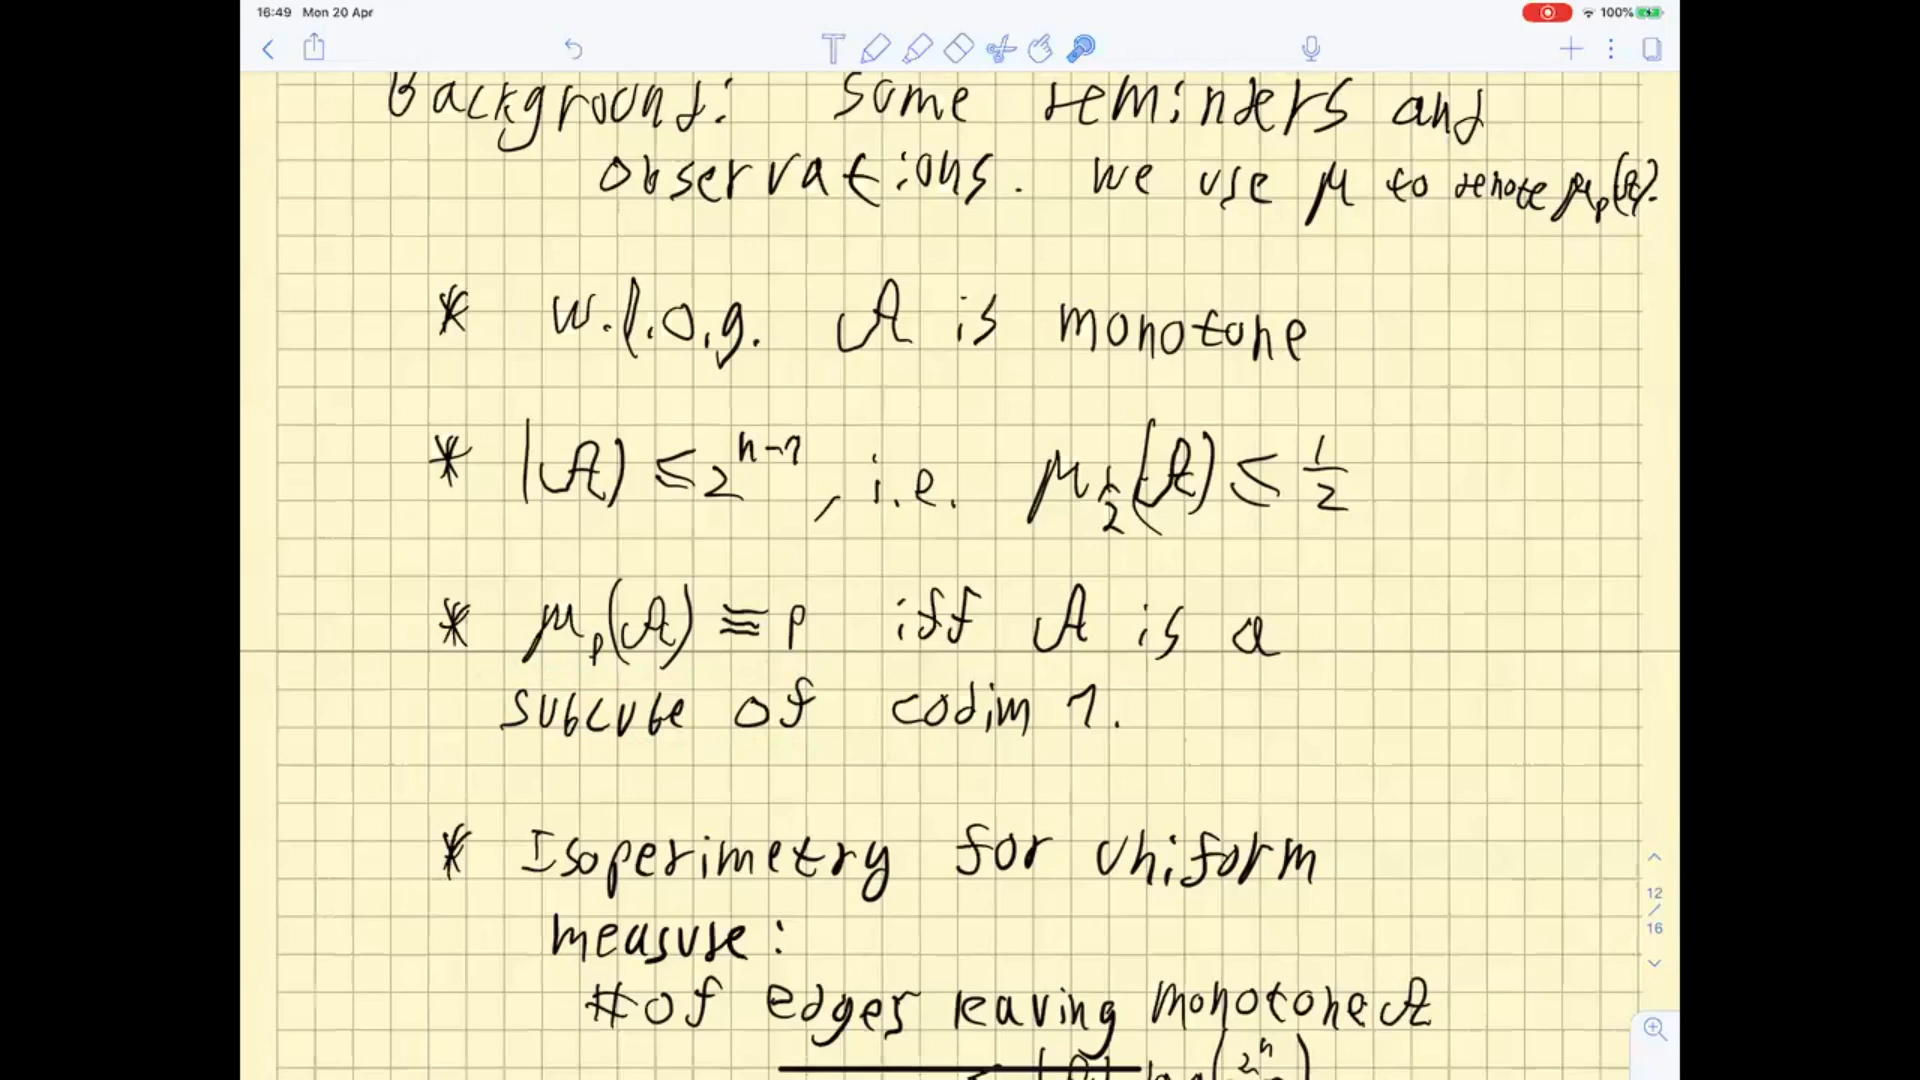 16:49 Mon 20 Apr
100%
Background: Some reminders and
observations. We use μ to denote μ_p(A).
* w.l.o.g. A is monotone
* |A| ≤ 2^{n-1}, i.e. μ_{1/2}(A) ≤ 1/2
* μ_p(A) ≡ p iff A is a
subcube of codim 1.
* Isoperimetry for uniform
measure:
# of edges leaving monotone A
12
/
16